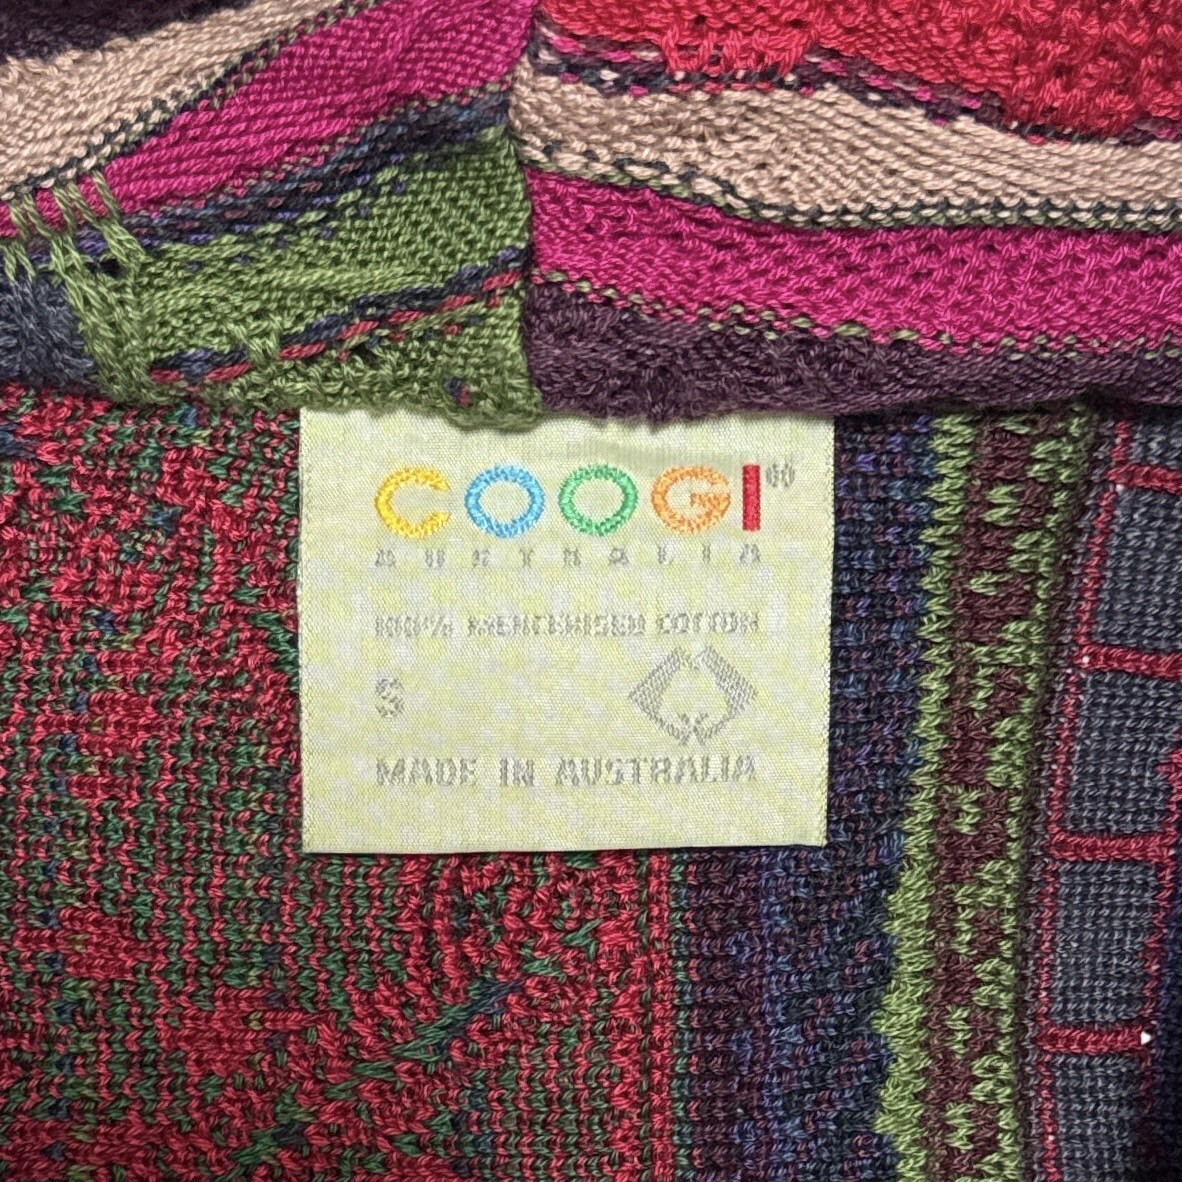 COOGI®
AUSTRALIA
100% MERCERISED COTTON
S
MADE IN AUSTRALIA